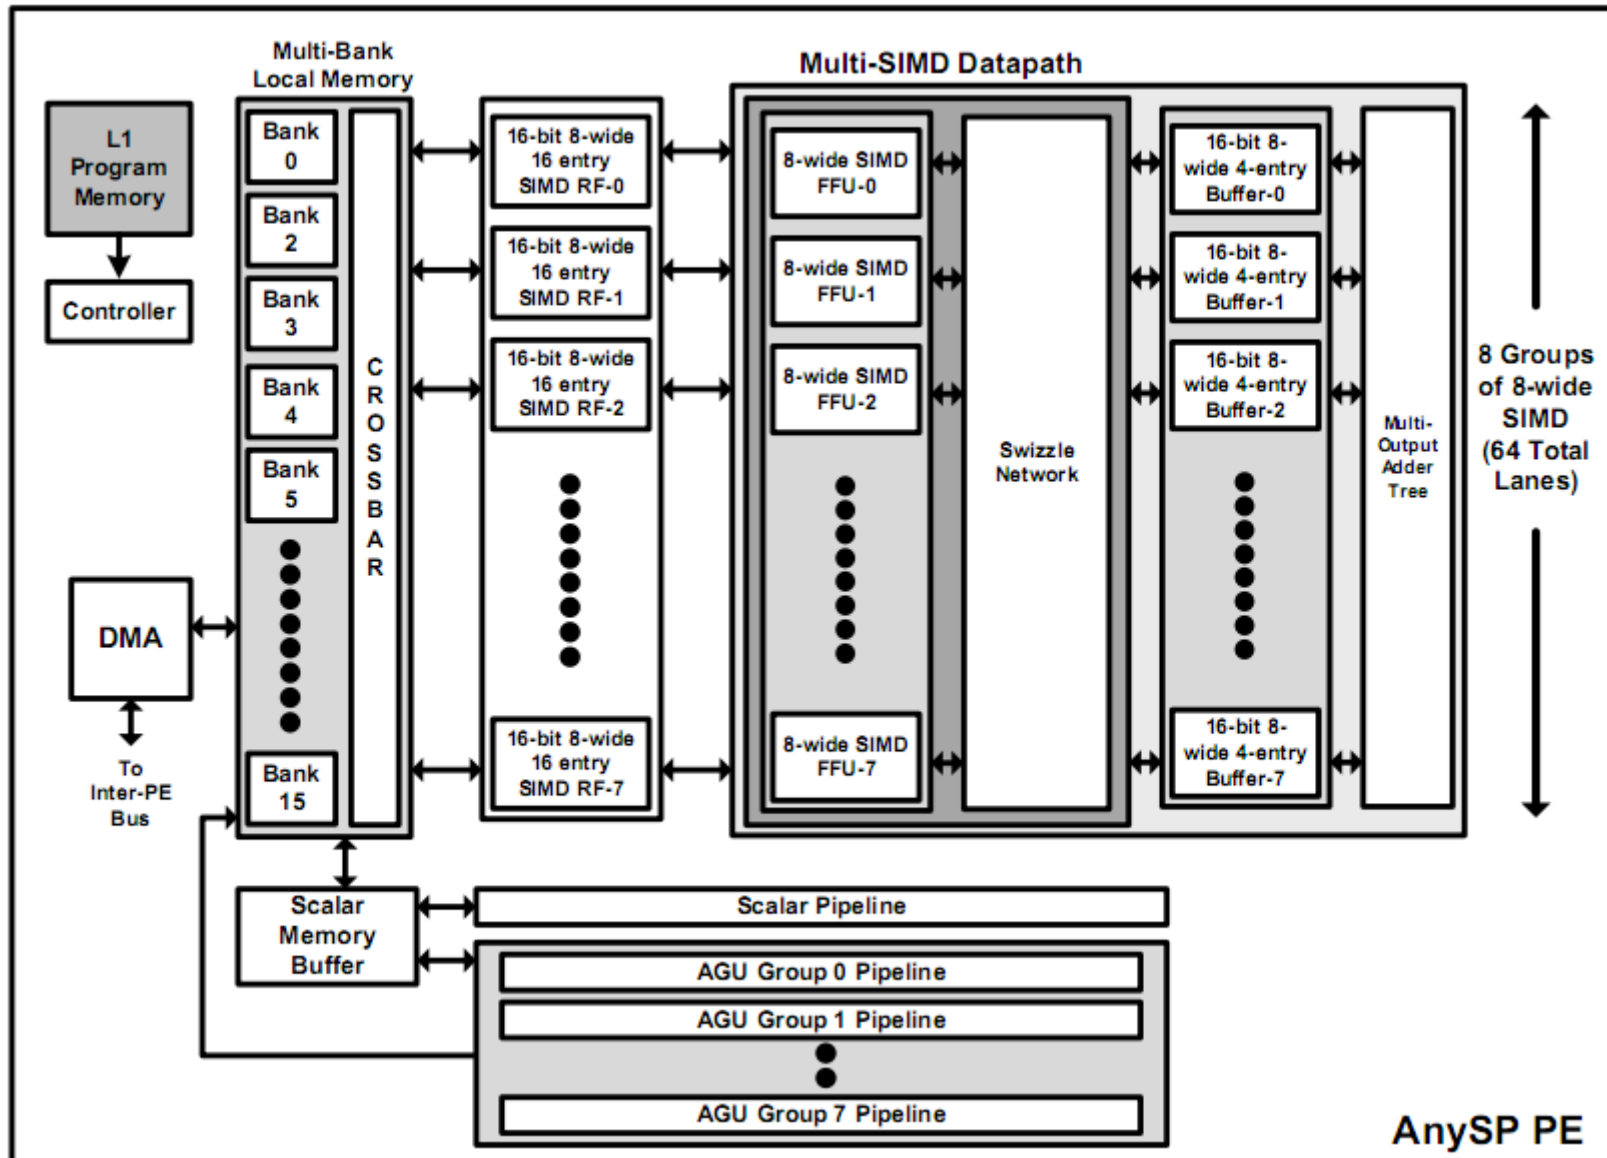 Multi-Bank
Local Memory
Multi-SIMD Datapath
L1
Program
Memory
Controller
Bank
0
Bank
2
Bank
3
Bank
4
Bank
5
Bank
15
CROSSBAR
DMA
To
Inter-PE
Bus
16-bit 8-wide
16 entry
SIMD RF-0
16-bit 8-wide
16 entry
SIMD RF-1
16-bit 8-wide
16 entry
SIMD RF-2
16-bit 8-wide
16 entry
SIMD RF-7
8-wide SIMD
FFU-0
8-wide SIMD
FFU-1
8-wide SIMD
FFU-2
8-wide SIMD
FFU-7
Swizzle
Network
16-bit 8-
wide 4-entry
Buffer-0
16-bit 8-
wide 4-entry
Buffer-1
16-bit 8-
wide 4-entry
Buffer-2
16-bit 8-
wide 4-entry
Buffer-7
Multi-
Output
Adder
Tree
8 Groups
of 8-wide
SIMD
(64 Total
Lanes)
Scalar
Memory
Buffer
Scalar Pipeline
AGU Group 0 Pipeline
AGU Group 1 Pipeline
AGU Group 7 Pipeline
AnySP PE